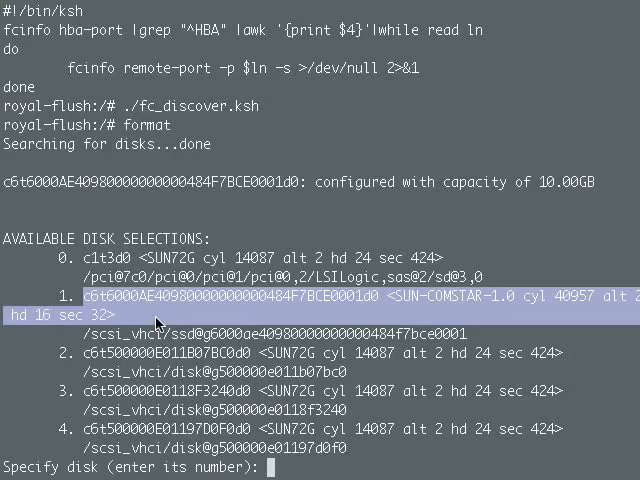 #!/bin/ksh
fcinfo hba-port |grep "^HBA" |awk '{print $4}'|while read ln
do
fcinfo remote-port -p $ln -s >/dev/null 2>&1
done
royal-flush:/# ./fc_discover.ksh
royal-flush:/# format
Searching for disks...done
c6t6000AE40980000000000484F7BCE0001d0: configured with capacity of 10.00GB
AVAILABLE DISK SELECTIONS:
0. c1t3d0 <SUN72G cyl 14087 alt 2 hd 24 sec 424>
/pci@7c0/pci@0/pci@1/pci@0,2/LSILogic,sas@2/sd@3,0
1. c6t6000AE40980000000000484F7BCE0001d0 <SUN-COMSTAR-1.0 cyl 40957 alt 2
hd 16 sec 32>
/scsi_vhci/ssd@g6000ae40980000000000484f7bce0001
2. c6t500000E011B07BC0d0 <SUN72G cyl 14087 alt 2 hd 24 sec 424>
/scsi_vhci/disk@g500000e011b07bc0
3. c6t500000E0118F3240d0 <SUN72G cyl 14087 alt 2 hd 24 sec 424>
/scsi_vhci/disk@g500000e0118f3240
4. c6t500000E01197D0F0d0 <SUN72G cyl 14087 alt 2 hd 24 sec 424>
/scsi_vhci/disk@g500000e01197d0f0
Specify disk (enter its number):